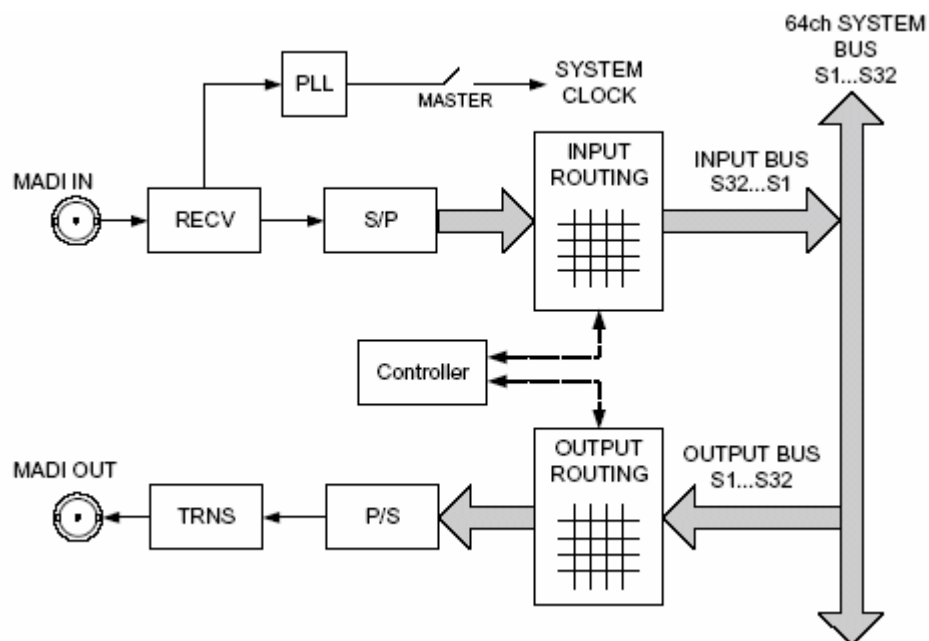 64ch SYSTEM
BUS
S1...S32
PLL
MASTER
SYSTEM
CLOCK
MADI IN
RECV
S/P
INPUT
ROUTING
INPUT BUS
S32...S1
Controller
MADI OUT
TRNS
P/S
OUTPUT
ROUTING
OUTPUT BUS
S1...S32